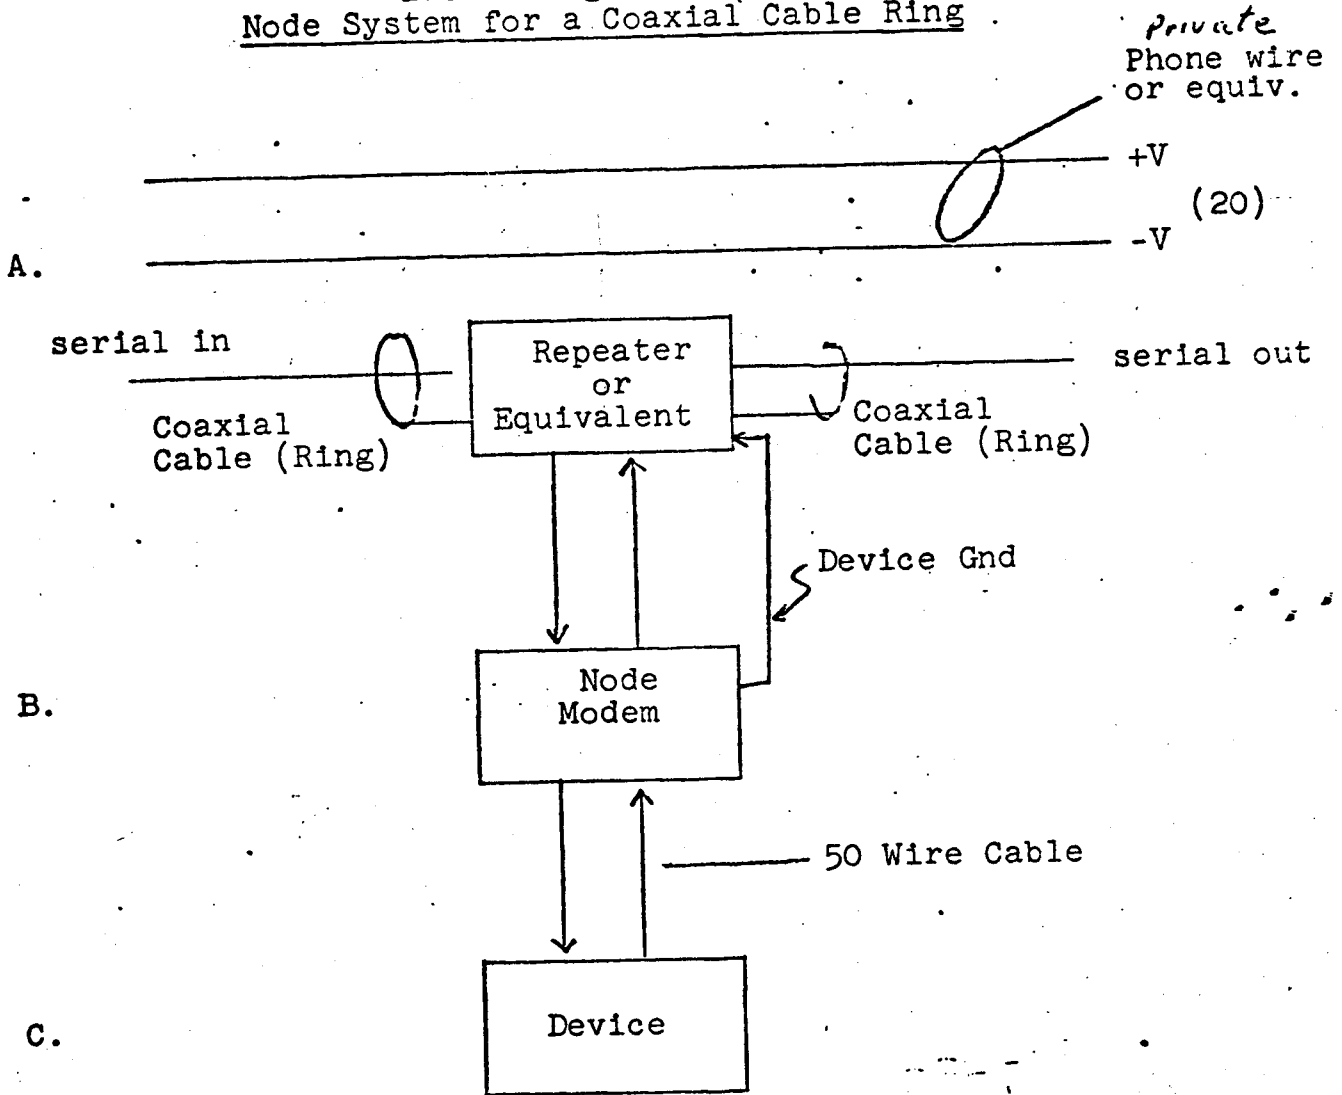 Node System for a Coaxial Cable Ring
private
Phone wire
or equiv.
+V
(20)
-V
A.
serial in
Repeater
or
Equivalent
serial out
Coaxial
Cable (Ring)
Coaxial
Cable (Ring)
Device Gnd
B.
Node
Modem
50 Wire Cable
C.
Device